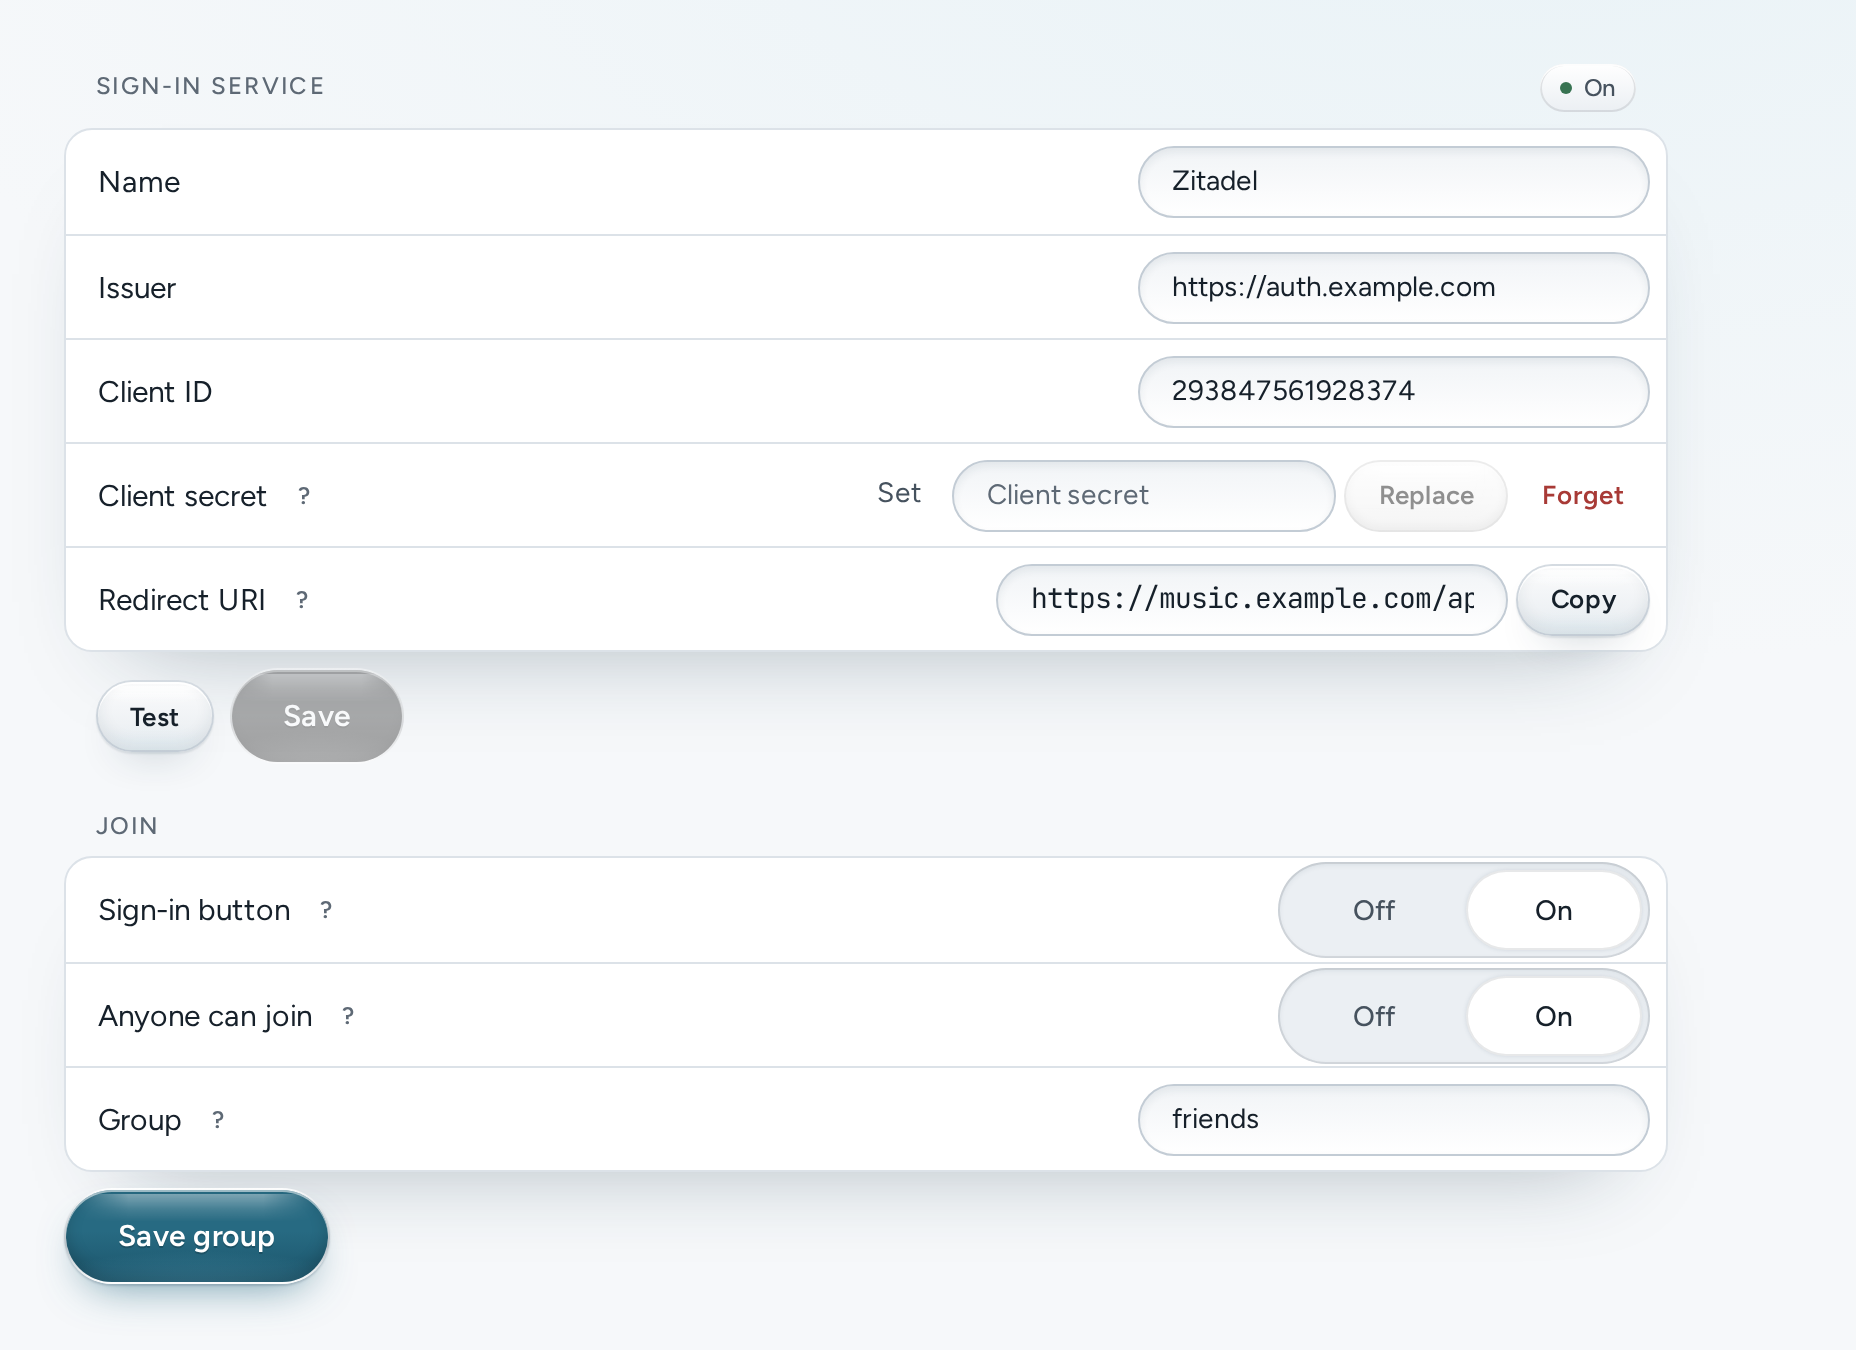 SIGN-IN SERVICE
On
Name
Zitadel
Issuer
https://auth.example.com
Client ID
293847561928374
Client secret ? Set Client secret Replace Forget
Redirect URI ? https://music.example.com/ap Copy
Test Save
JOIN
Sign-in button ? Off On
Anyone can join ? Off On
Group ? friends
Save group